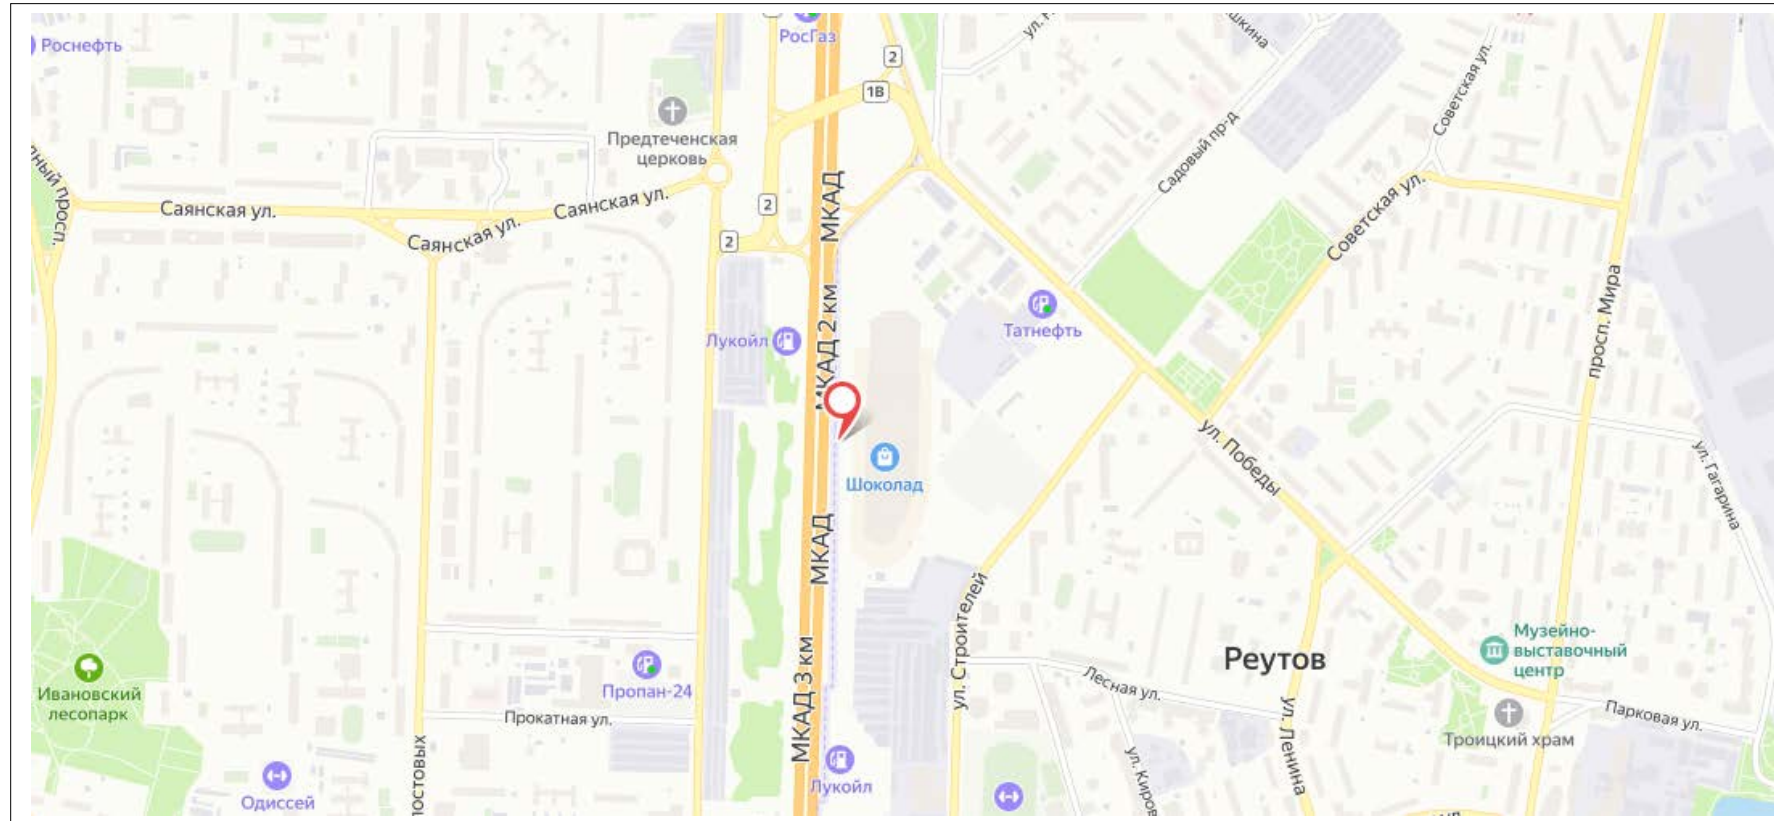 Роснефть
РосГаз
2
1В
Предтеченская
церковь
Садовый пр-д
Советская ул.
Саянская ул.
Саянская ул.
Саянская ул.
2
2
МКАД
Советская ул.
МКАД 2 км
Лукойл
Татнефть
просп. Мира
Шоколад
ул. Победы
ул. Гагарина
МКАД
ул. Строителей
МКАД 3 км
Реутов
Музейно-
выставочный
центр
Ивановский
лесопарк
Пропан-24
Прокатная ул.
Лесная ул.
ул. Ленина
Парковая ул.
Троицкий храм
Одиссей
Лукойл